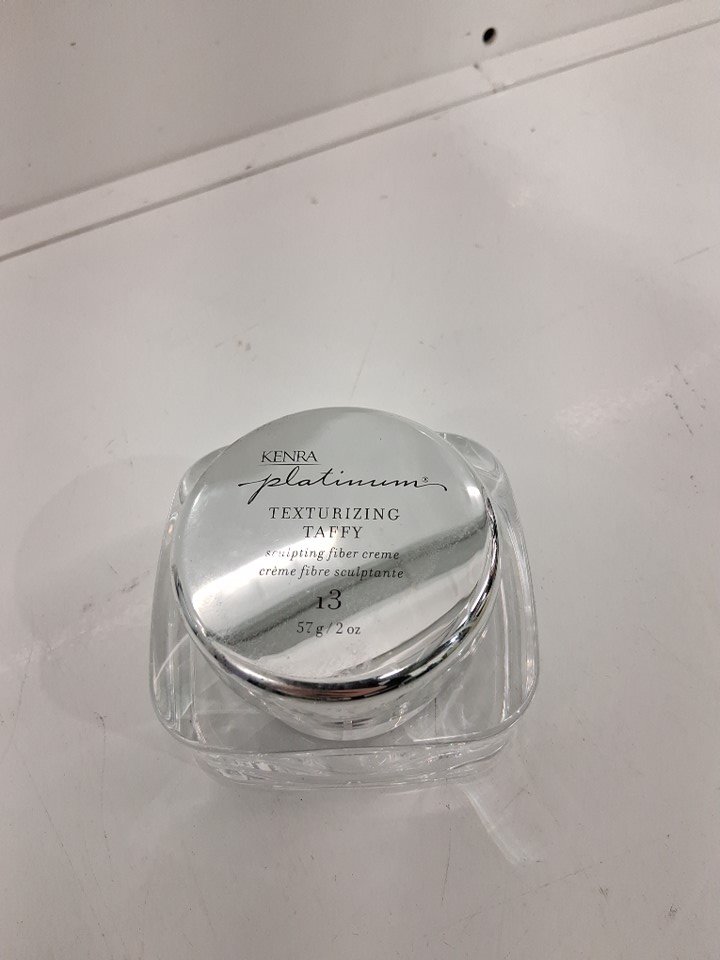 KENRA
platinum®
TEXTURIZING
TAFFY
sculpting fiber creme
crème fibre sculptante
13
57 g / 2 oz